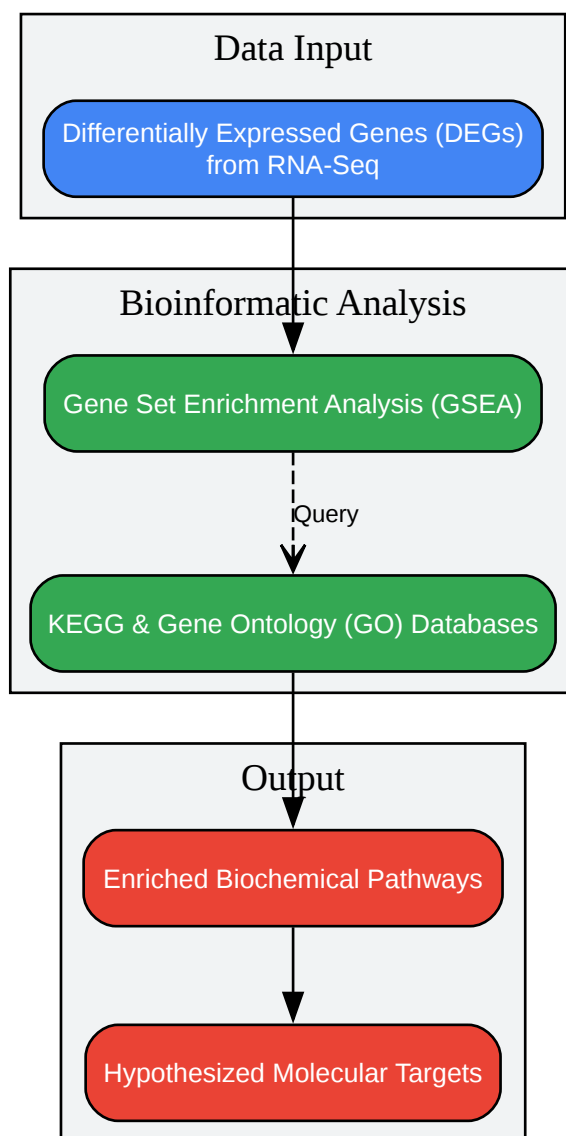 Data Input
Differentially Expressed Genes (DEGs)
from RNA-Seq
Bioinformatic Analysis
Gene Set Enrichment Analysis (GSEA)
Query
KEGG & Gene Ontology (GO) Databases
Output
Enriched Biochemical Pathways
Hypothesized Molecular Targets